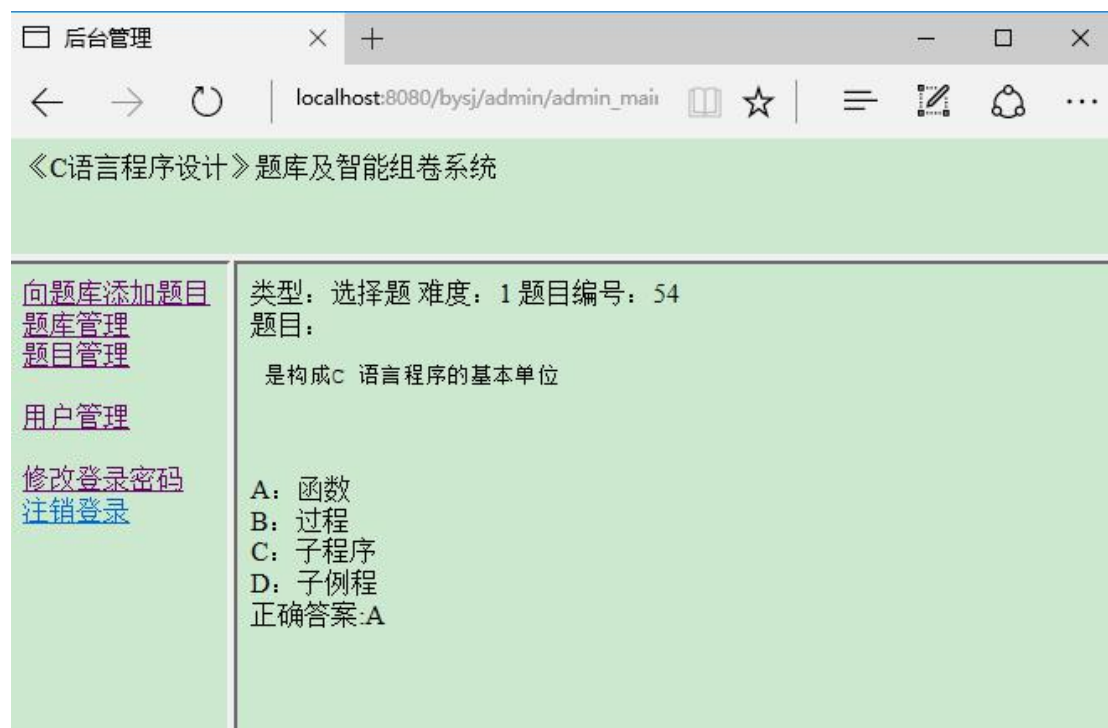 后台管理
localhost:8080/bysj/admin/admin_mai
《C语言程序设计》题库及智能组卷系统
向题库添加题目
题库管理
题目管理
用户管理
修改登录密码
注销登录
类型：选择题 难度：1 题目编号：54
题目：
是构成C 语言程序的基本单位
A：函数
B：过程
C：子程序
D：子例程
正确答案:A